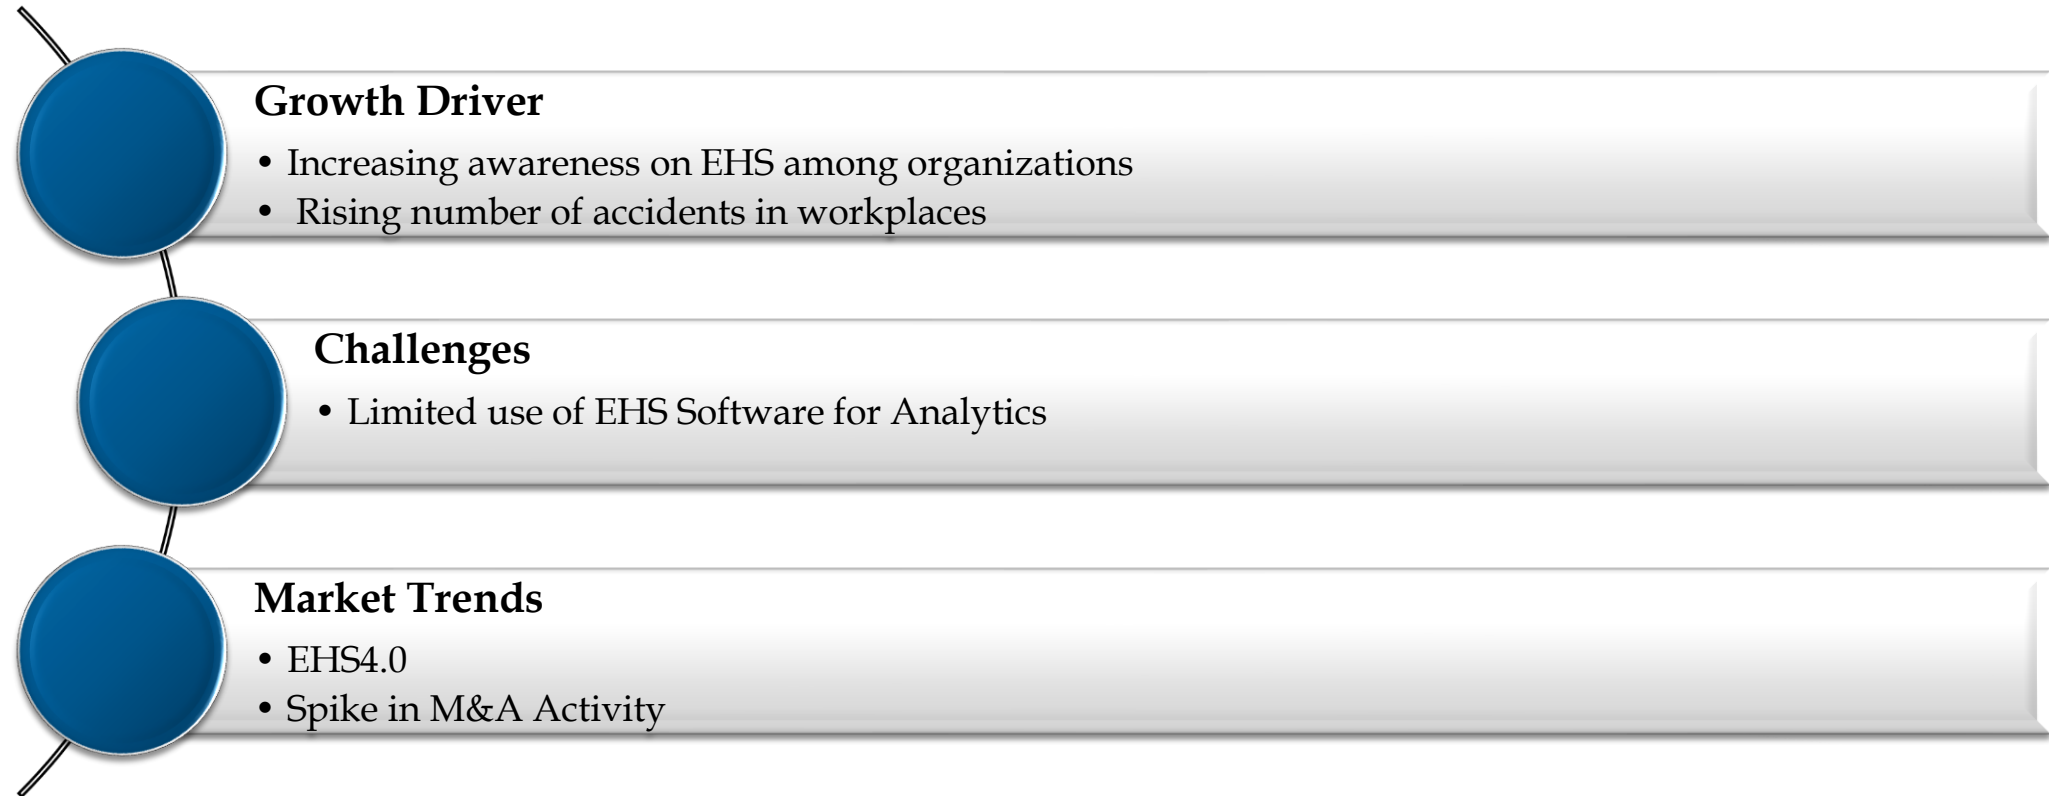 Growth Driver
• Increasing awareness on EHS among organizations
• Rising number of accidents in workplaces
Challenges
• Limited use of EHS Software for Analytics
Market Trends
• EHS4.0
• Spike in M&A Activity